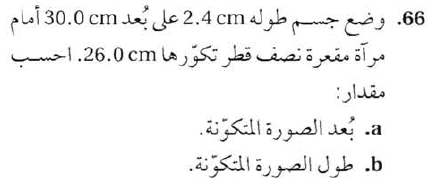 66. وضع جسم طوله 2.4 cm على بُعد 30.0 cm أمام
مرآة مقعرة نصف قطر تكوّرها 26.0 cm. احسب
مقدار:
a. بُعد الصورة المتكوّنة.
b. طول الصورة المتكوّنة.